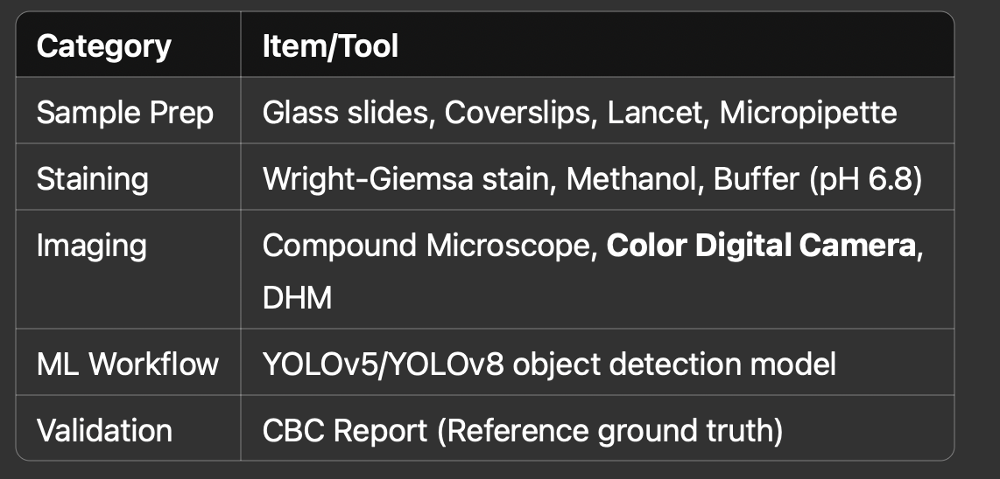 Category Item/Tool
Sample Prep Glass slides, Coverslips, Lancet, Micropipette
Staining Wright-Giemsa stain, Methanol, Buffer (pH 6.8)
Imaging Compound Microscope, Color Digital Camera,
DHM
ML Workflow YOLOv5/YOLOv8 object detection model
Validation CBC Report (Reference ground truth)